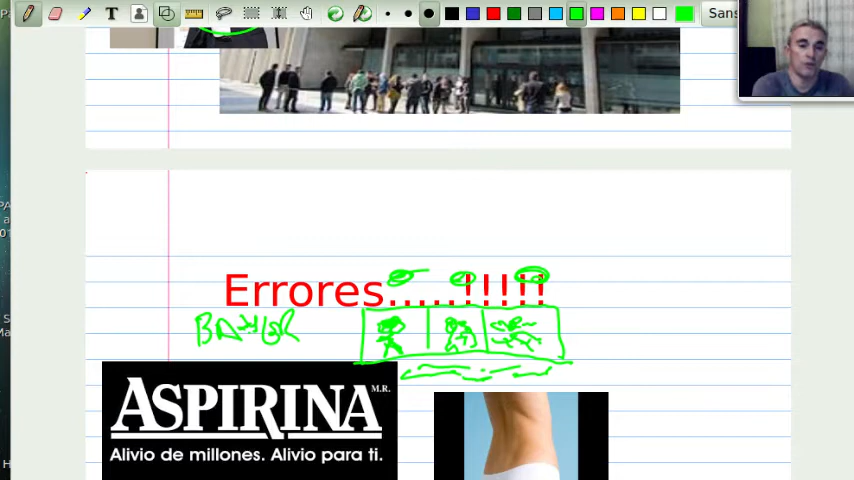 Sans
Errores.....!!!!!
BAYER
ASPIRINA M.R.
Alivio de millones. Alivio para ti.